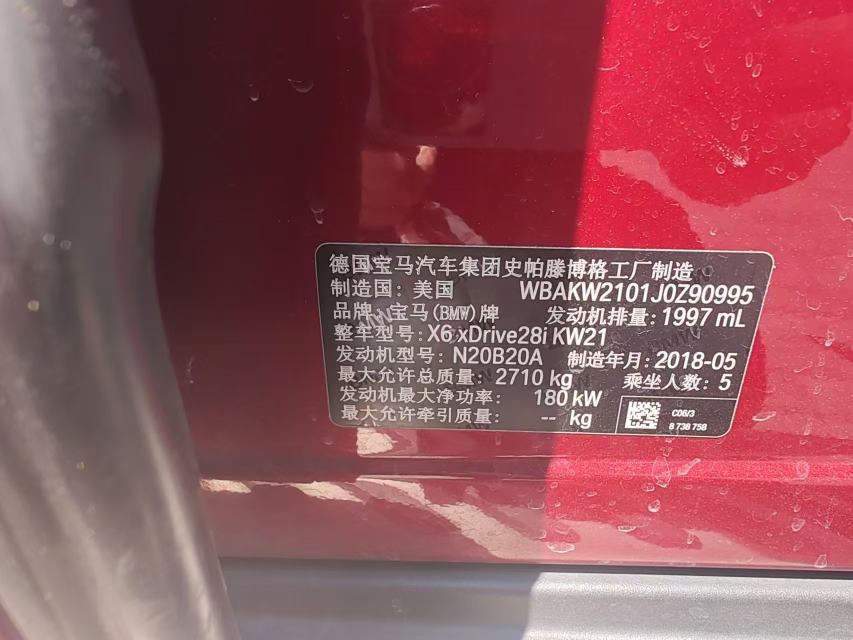 德国宝马汽车集团史帕滕博格工厂制造
制造国: 美国 WBAKW2101J0Z90995
品牌: 宝马(BMW)牌 发动机排量: 1997 mL
整车型号: X6 xDrive28i KW21
发动机型号: N20B20A 制造年月: 2018-05
最大允许总质量: 2710 kg 乘坐人数: 5
发动机最大净功率: 180 kW
最大允许牵引质量: -- kg
C06/3
8 738 758